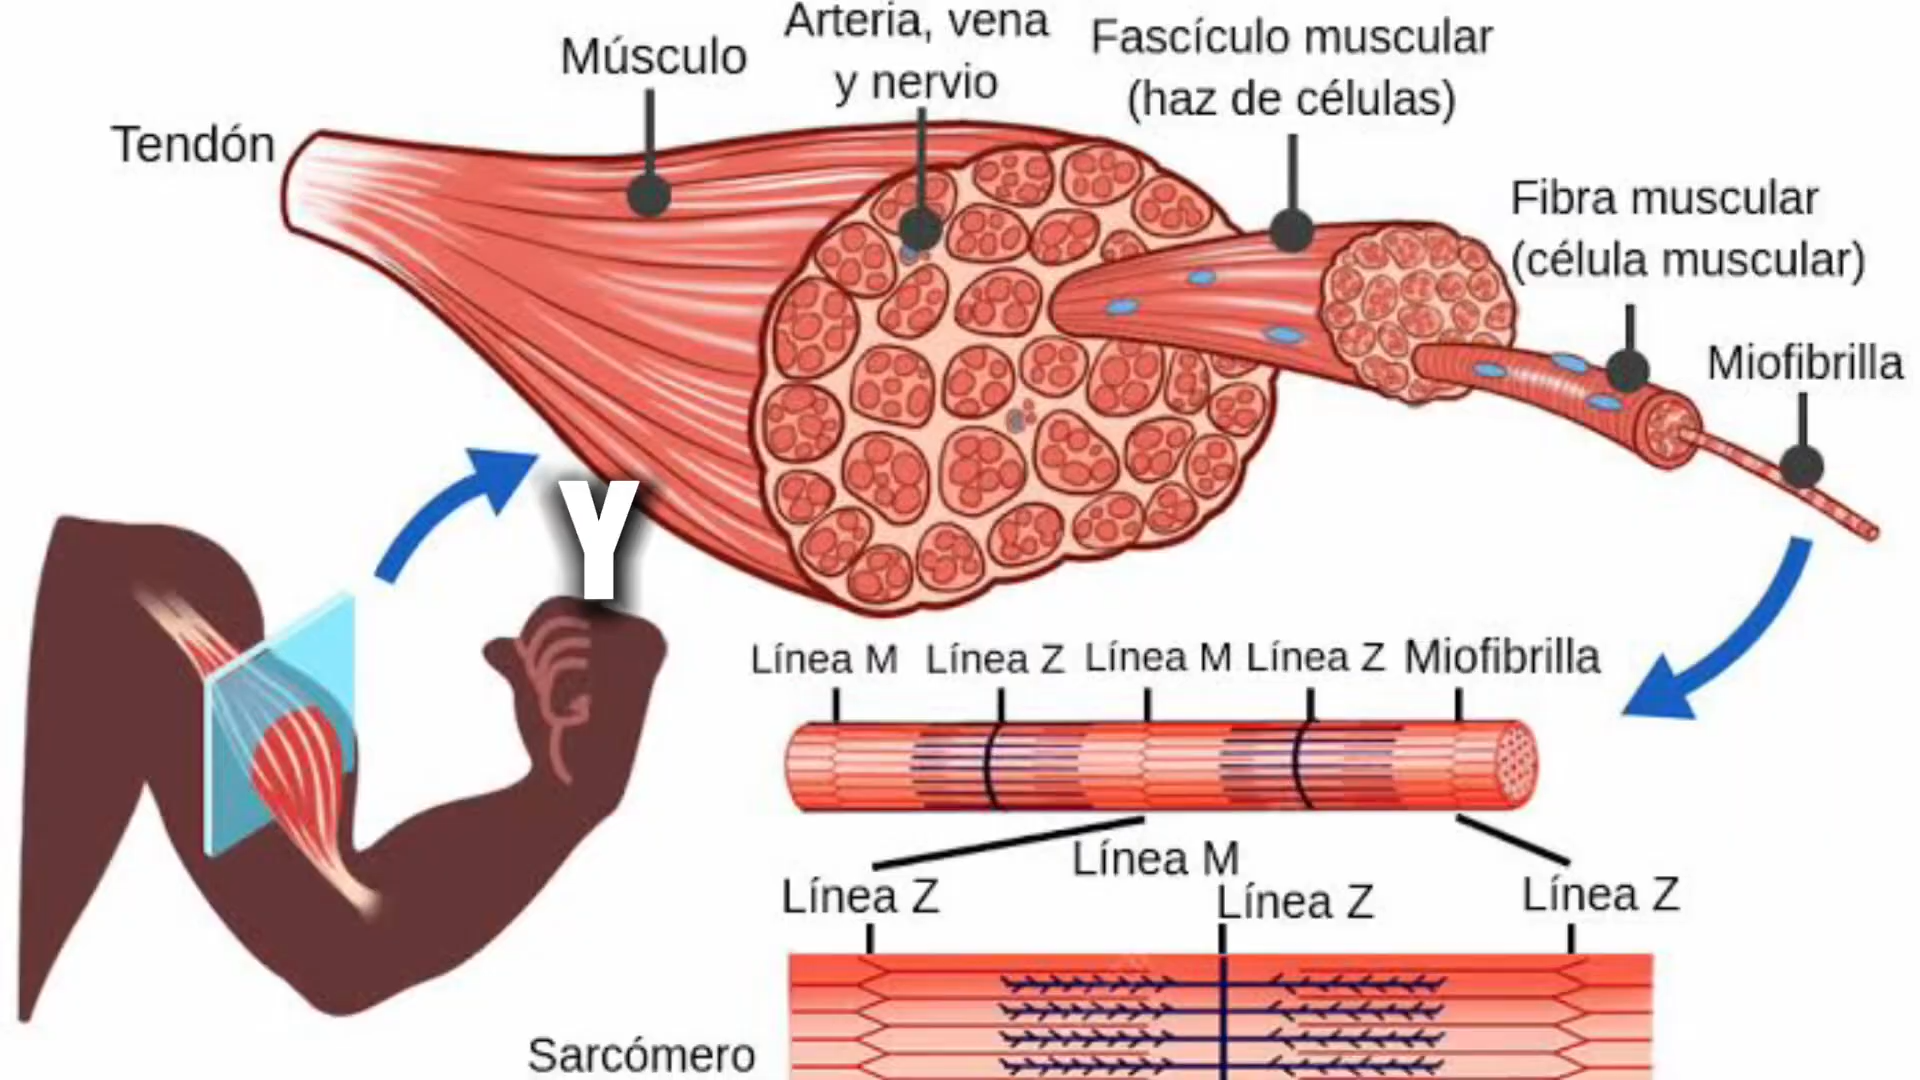 Arteria, vena
y nervio
Músculo
Fascículo muscular
(haz de células)
Tendón
Fibra muscular
(célula muscular)
Miofibrilla
Y
Línea M
Línea Z
Línea M
Línea Z
Miofibrilla
Línea M
Línea Z
Línea Z
Línea Z
Sarcómero